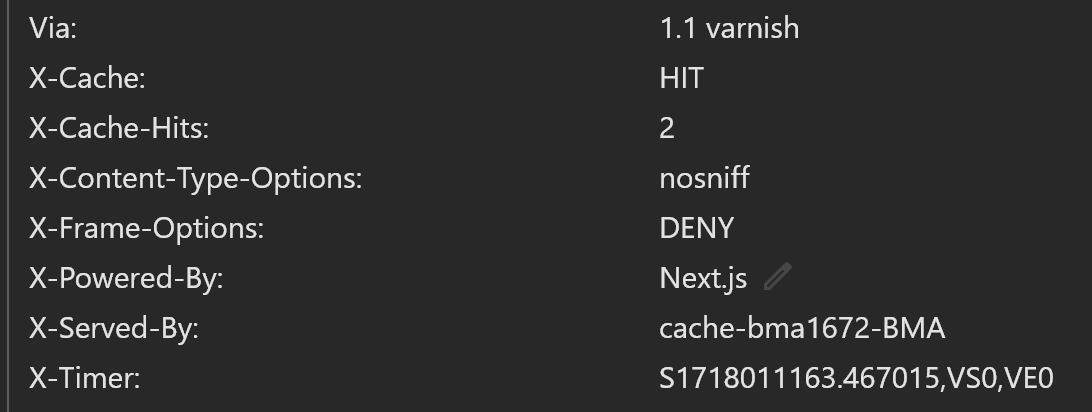 Via: 1.1 varnish
X-Cache: HIT
X-Cache-Hits: 2
X-Content-Type-Options: nosniff
X-Frame-Options: DENY
X-Powered-By: Next.js
X-Served-By: cache-bma1672-BMA
X-Timer: S1718011163.467015,VS0,VE0